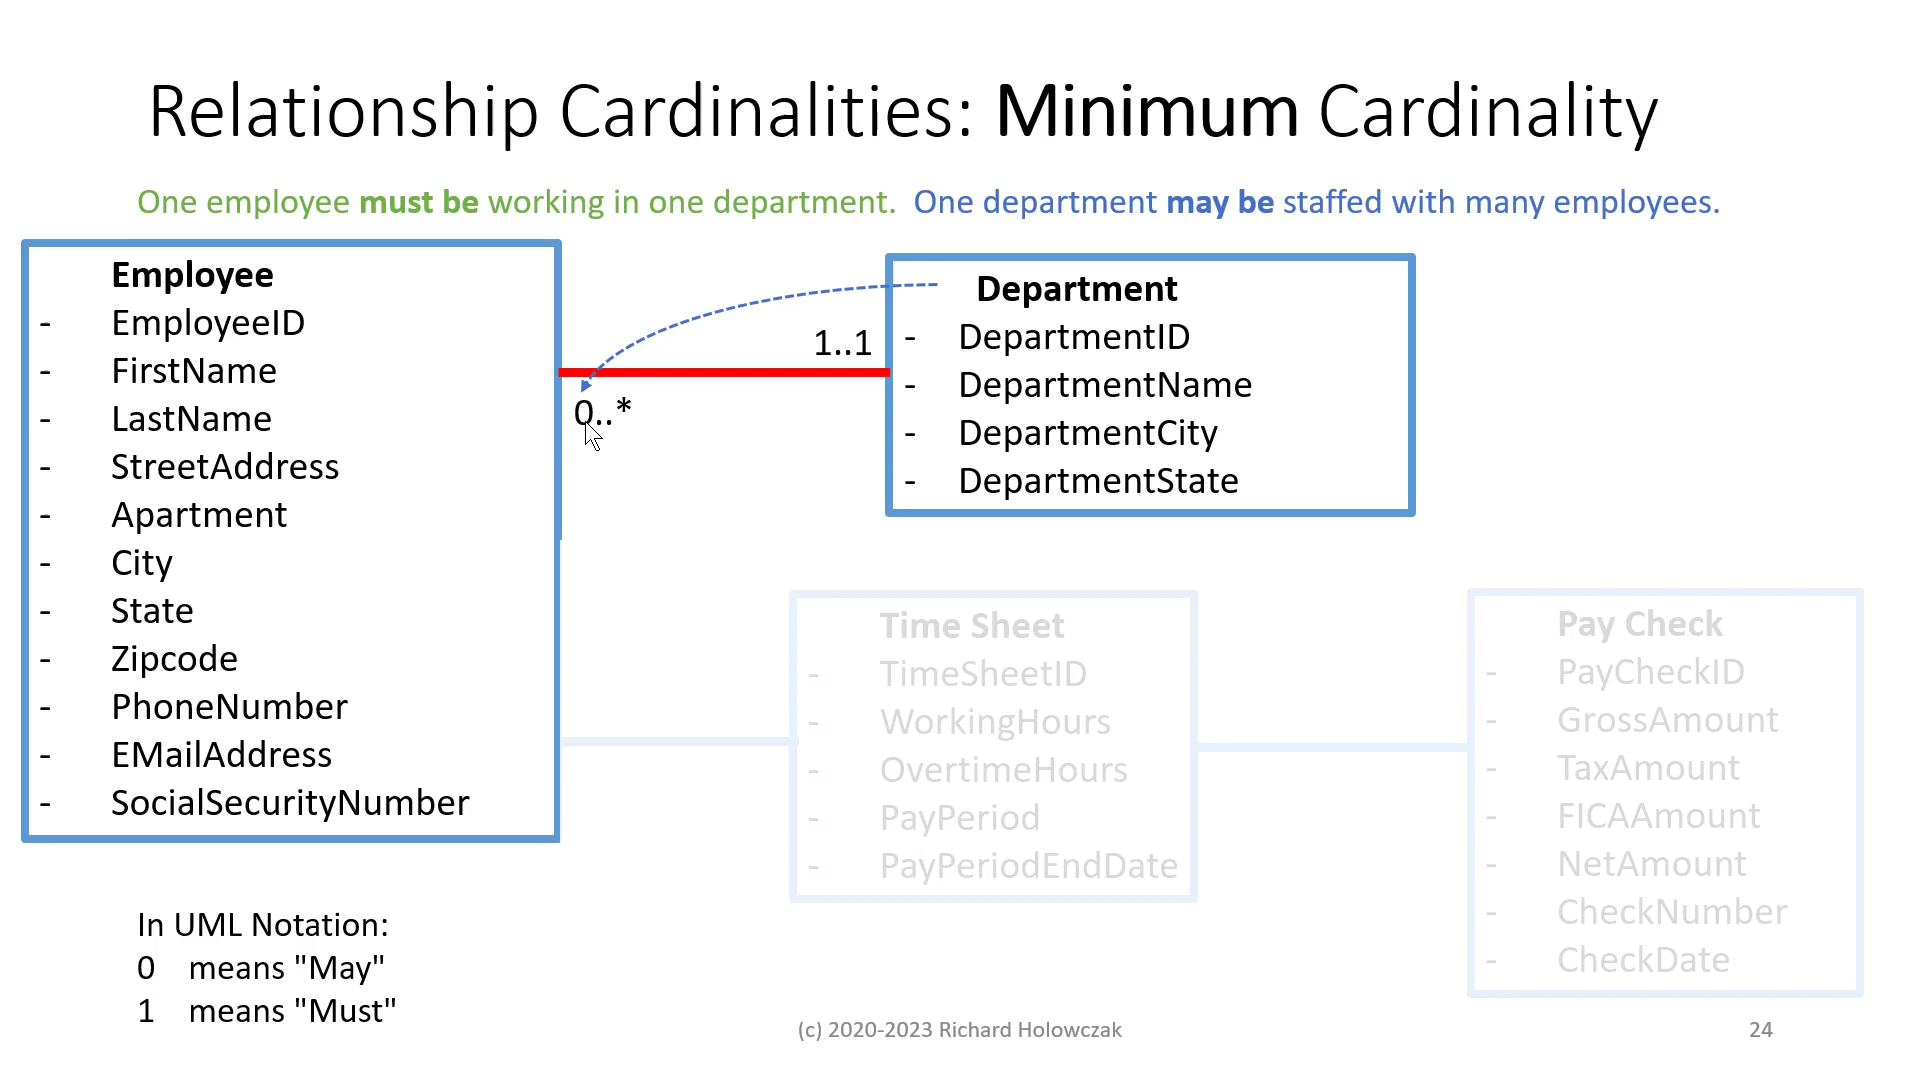 Relationship Cardinalities: Minimum Cardinality
One employee must be working in one department. One department may be staffed with many employees.
Employee
- EmployeeID
- FirstName
- LastName
- StreetAddress
- Apartment
- City
- State
- Zipcode
- PhoneNumber
- EMailAddress
- SocialSecurityNumber
1..1
0..*
Department
- DepartmentID
- DepartmentName
- DepartmentCity
- DepartmentState
Time Sheet
- TimeSheetID
- WorkingHours
- OvertimeHours
- PayPeriod
- PayPeriodEndDate
Pay Check
- PayCheckID
- GrossAmount
- TaxAmount
- FICAAmount
- NetAmount
- CheckNumber
- CheckDate
In UML Notation:
0 means "May"
1 means "Must"
(c) 2020-2023 Richard Holowczak
24